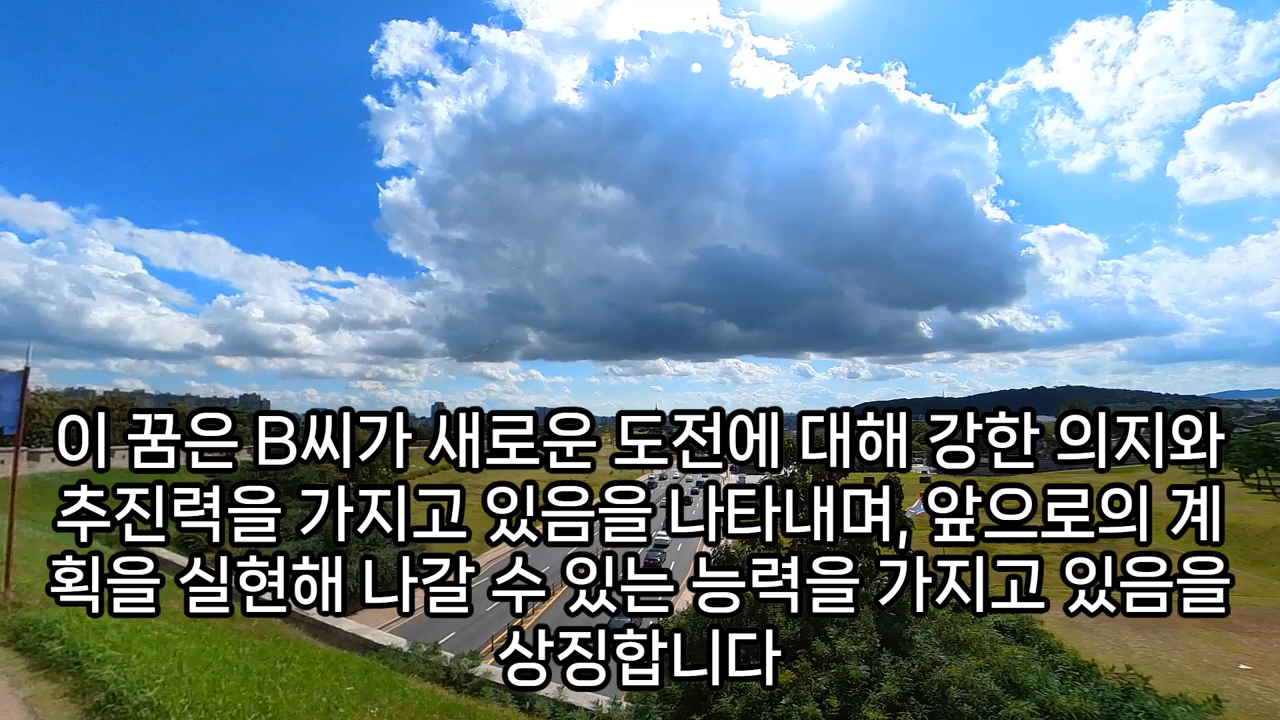 이 꿈은 B씨가 새로운 도전에 대해 강한 의지와
추진력을 가지고 있음을 나타내며, 앞으로의 계
획을 실현해 나갈 수 있는 능력을 가지고 있음을
상징합니다